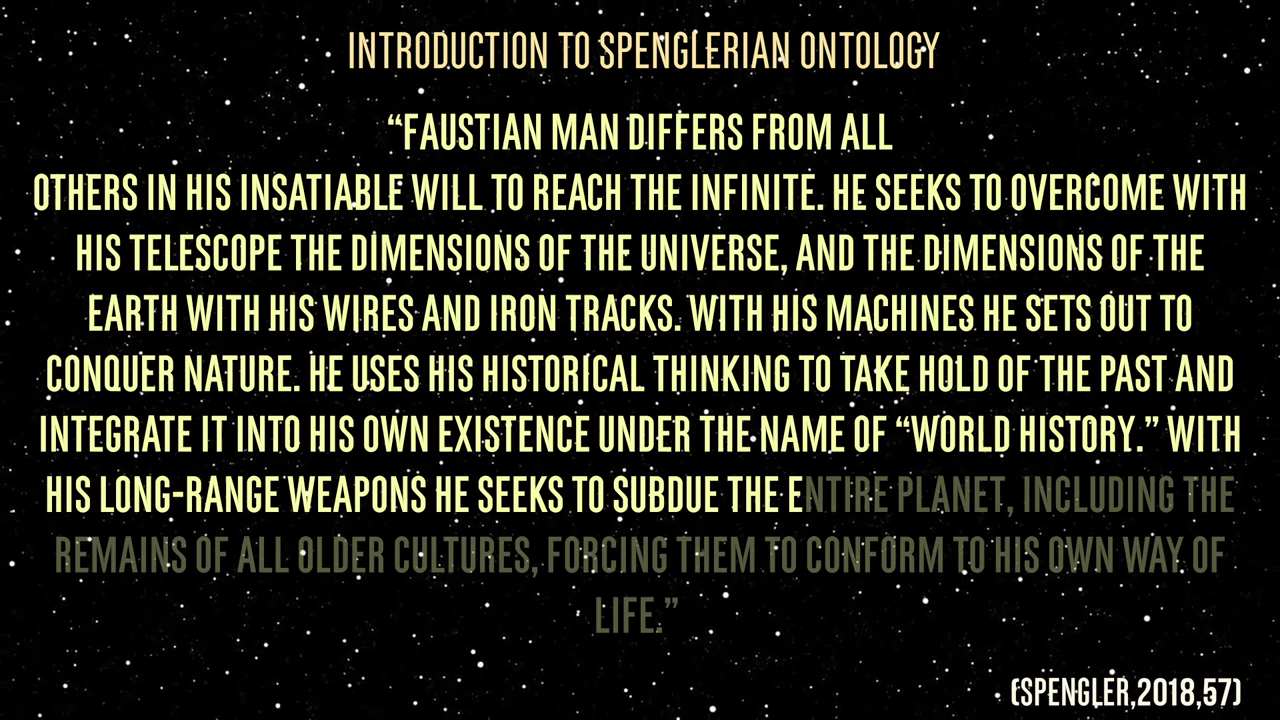 INTRODUCTION TO SPENGLERIAN ONTOLOGY
“FAUSTIAN MAN DIFFERS FROM ALL
OTHERS IN HIS INSATIABLE WILL TO REACH THE INFINITE. HE SEEKS TO OVERCOME WITH
HIS TELESCOPE THE DIMENSIONS OF THE UNIVERSE, AND THE DIMENSIONS OF THE
EARTH WITH HIS WIRES AND IRON TRACKS. WITH HIS MACHINES HE SETS OUT TO
CONQUER NATURE. HE USES HIS HISTORICAL THINKING TO TAKE HOLD OF THE PAST AND
INTEGRATE IT INTO HIS OWN EXISTENCE UNDER THE NAME OF “WORLD HISTORY.” WITH
HIS LONG-RANGE WEAPONS HE SEEKS TO SUBDUE THE ENTIRE PLANET, INCLUDING THE
REMAINS OF ALL OLDER CULTURES, FORCING THEM TO CONFORM TO HIS OWN WAY OF
LIFE.”
(SPENGLER,2018,57)